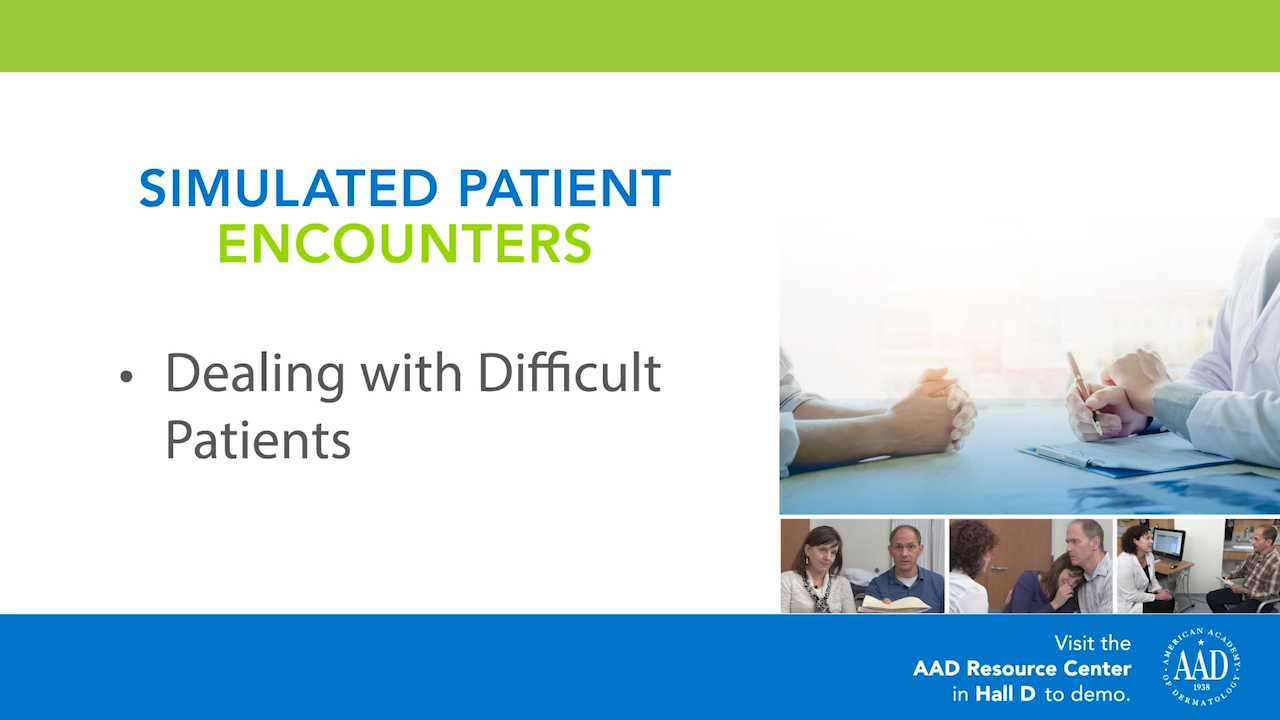 SIMULATED PATIENT
ENCOUNTERS
• Dealing with Difficult
Patients
Visit the
AAD Resource Center
in Hall D to demo.
AMERICAN ACADEMY
AAD
1938
OF DERMATOLOGY